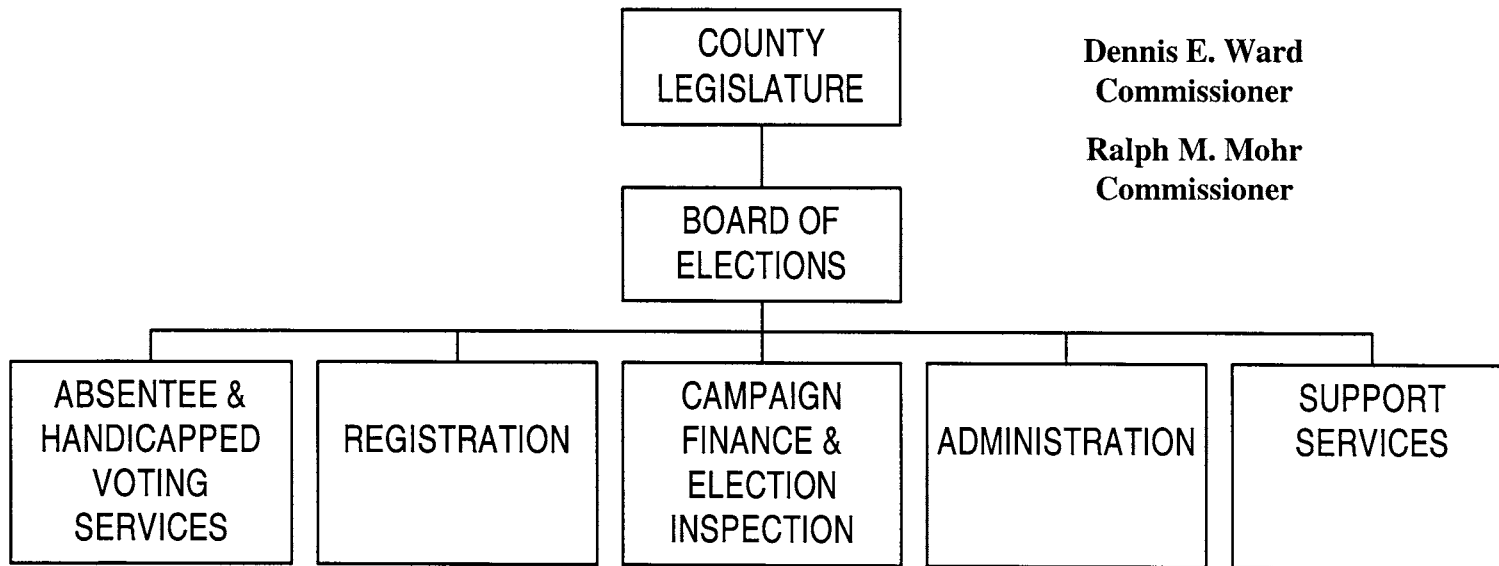 COUNTY
LEGISLATURE
Dennis E. Ward
Commissioner
Ralph M. Mohr
Commissioner
BOARD OF
ELECTIONS
ABSENTEE &
HANDICAPPED
VOTING
SERVICES
REGISTRATION
CAMPAIGN
FINANCE &
ELECTION
INSPECTION
ADMINISTRATION
SUPPORT
SERVICES